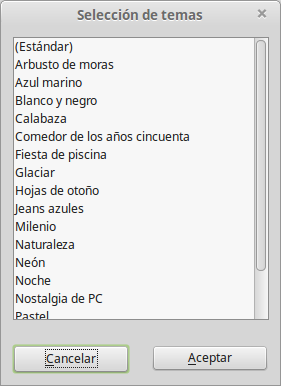 Selección de temas
(Estándar)
Arbusto de moras
Azul marino
Blanco y negro
Calabaza
Comedor de los años cincuenta
Fiesta de piscina
Glaciar
Hojas de otoño
Jeans azules
Milenio
Naturaleza
Neón
Noche
Nostalgia de PC
Pastel
Cancelar
Aceptar